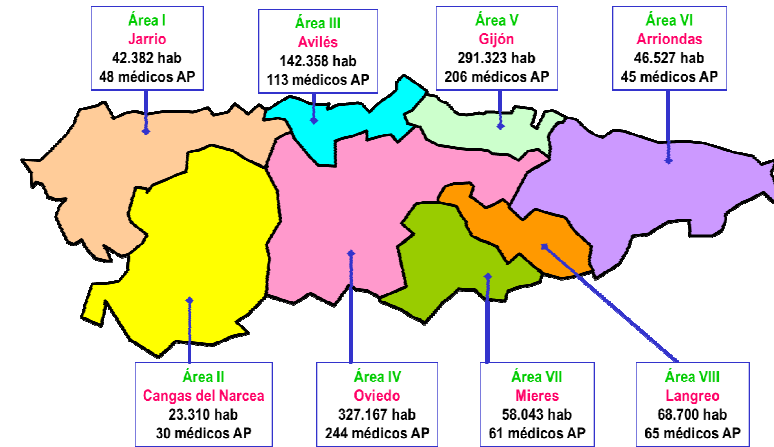 Área I
Jarrio
42.382 hab
48 médicos AP
Área III
Avilés
142.358 hab
113 médicos AP
Área V
Gijón
291.323 hab
206 médicos AP
Área VI
Arriondas
46.527 hab
45 médicos AP
Área II
Cangas del Narcea
23.310 hab
30 médicos AP
Área IV
Oviedo
327.167 hab
244 médicos AP
Área VII
Mieres
58.043 hab
61 médicos AP
Área VIII
Langreo
68.700 hab
65 médicos AP